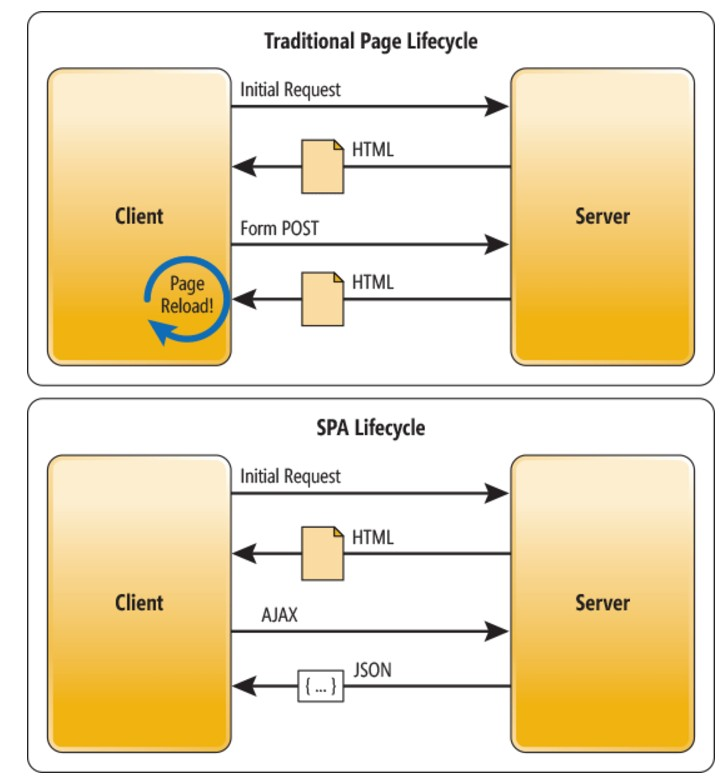 Traditional Page Lifecycle
Initial Request
HTML
Client
Server
Form POST
HTML
Page
Reload!
SPA Lifecycle
Initial Request
HTML
Client
Server
AJAX
JSON
{ ... }